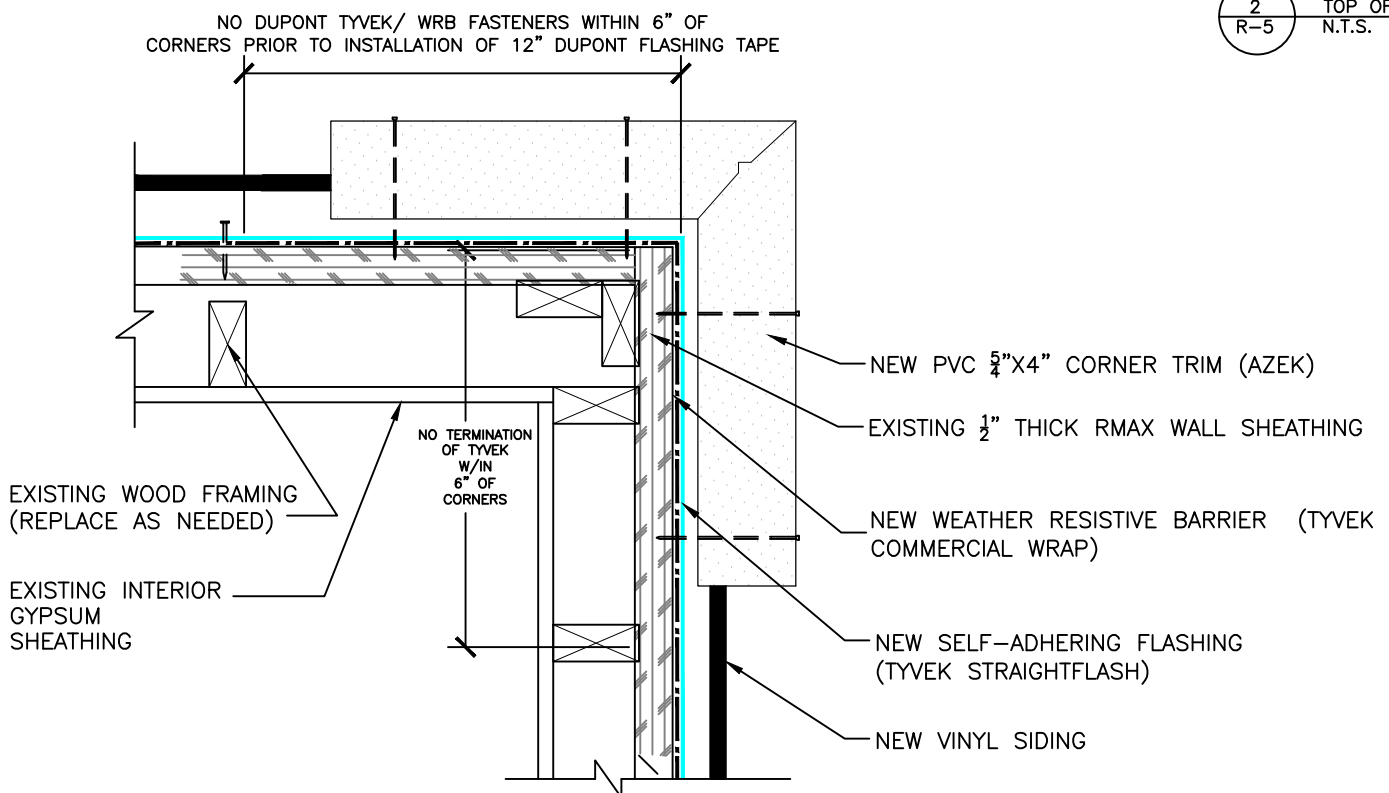 NO DUPONT TYVEK/ WRB FASTENERS WITHIN 6" OF
CORNERS PRIOR TO INSTALLATION OF 12" DUPONT FLASHING TAPE
2
R-5
TOP OF
N.T.S.
NEW PVC 5/4"X4" CORNER TRIM (AZEK)
EXISTING 1/2" THICK RMAX WALL SHEATHING
NO TERMINATION
OF TYVEK
W/IN
6" OF
CORNERS
EXISTING WOOD FRAMING
(REPLACE AS NEEDED)
NEW WEATHER RESISTIVE BARRIER (TYVEK
COMMERCIAL WRAP)
EXISTING INTERIOR
GYPSUM
SHEATHING
NEW SELF-ADHERING FLASHING
(TYVEK STRAIGHTFLASH)
NEW VINYL SIDING